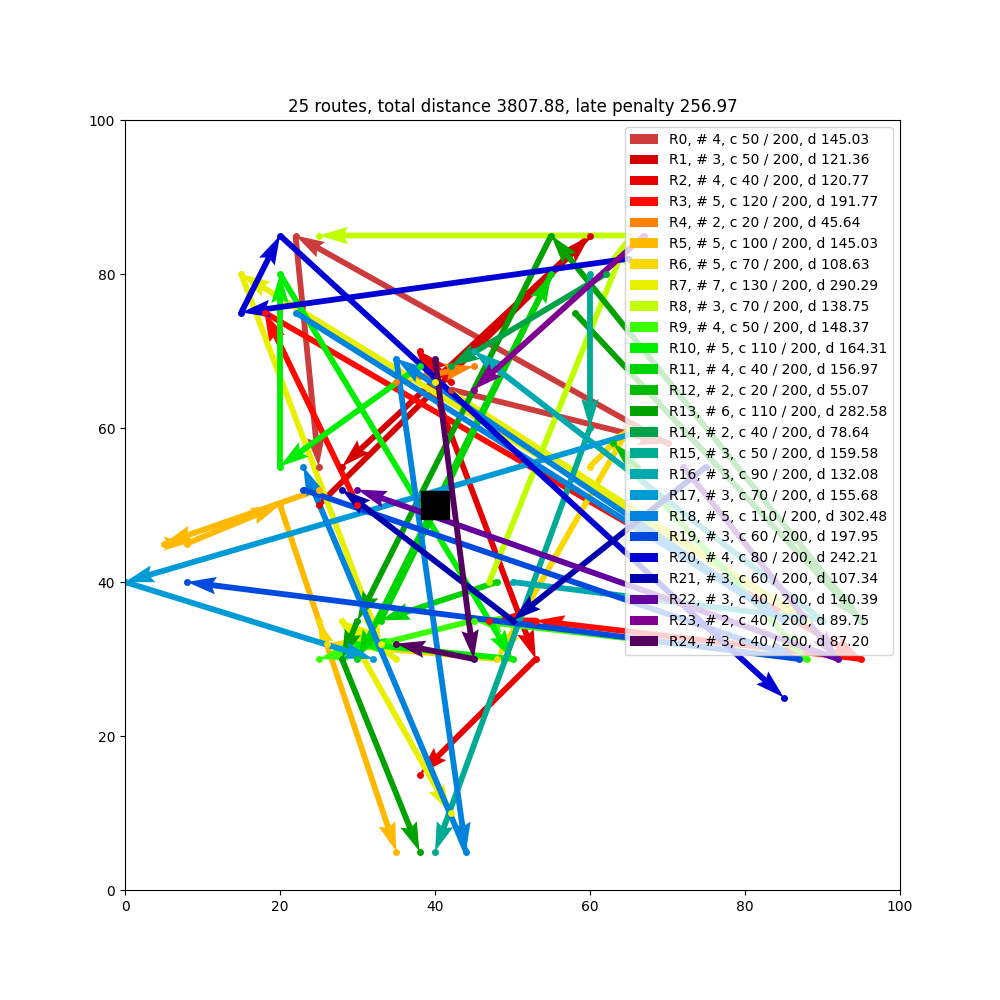 25 routes, total distance 3807.88, late penalty 256.97
100
80
60
40
20
0
0 20 40 60 80 100
R0, # 4, c 50 / 200, d 145.03
R1, # 3, c 50 / 200, d 121.36
R2, # 4, c 40 / 200, d 120.77
R3, # 5, c 120 / 200, d 191.77
R4, # 2, c 20 / 200, d 45.64
R5, # 5, c 100 / 200, d 145.03
R6, # 5, c 70 / 200, d 108.63
R7, # 7, c 130 / 200, d 290.29
R8, # 3, c 70 / 200, d 138.75
R9, # 4, c 50 / 200, d 148.37
R10, # 5, c 110 / 200, d 164.31
R11, # 4, c 40 / 200, d 156.97
R12, # 2, c 20 / 200, d 55.07
R13, # 6, c 110 / 200, d 282.58
R14, # 2, c 40 / 200, d 78.64
R15, # 3, c 50 / 200, d 159.58
R16, # 3, c 90 / 200, d 132.08
R17, # 3, c 70 / 200, d 155.68
R18, # 5, c 110 / 200, d 302.48
R19, # 3, c 60 / 200, d 197.95
R20, # 4, c 80 / 200, d 242.21
R21, # 3, c 60 / 200, d 107.34
R22, # 3, c 40 / 200, d 140.39
R23, # 2, c 40 / 200, d 89.75
R24, # 3, c 40 / 200, d 87.20